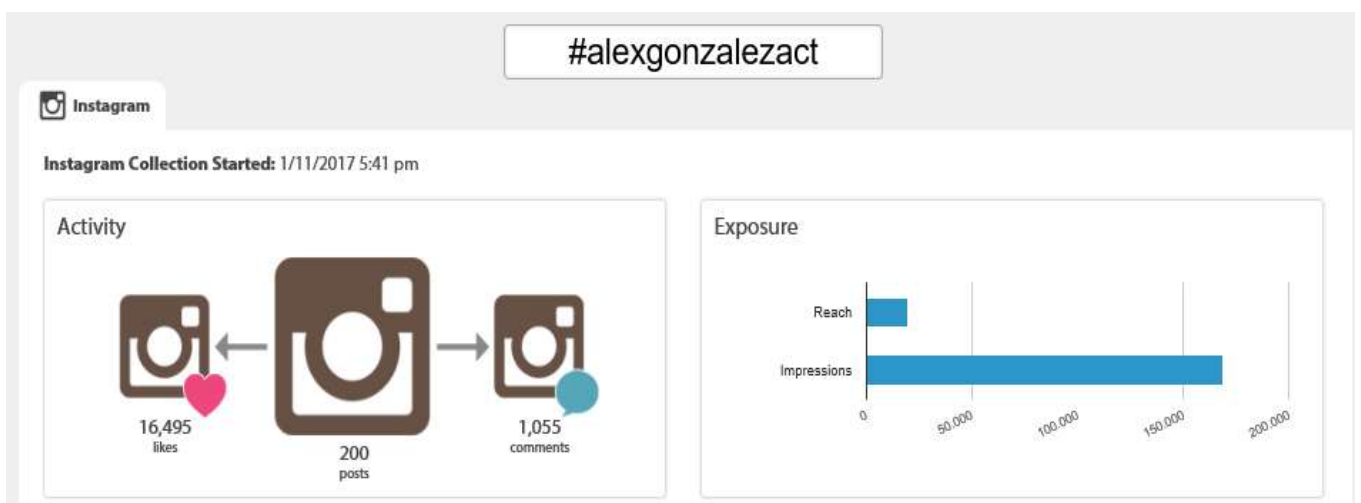 #alexgonzalezact
Instagram
Instagram Collection Started: 1/11/2017 5:41 pm
Activity
16,495
likes
200
posts
1,055
comments
Exposure
Reach
Impressions
0
50.000
100.000
150.000
200.000